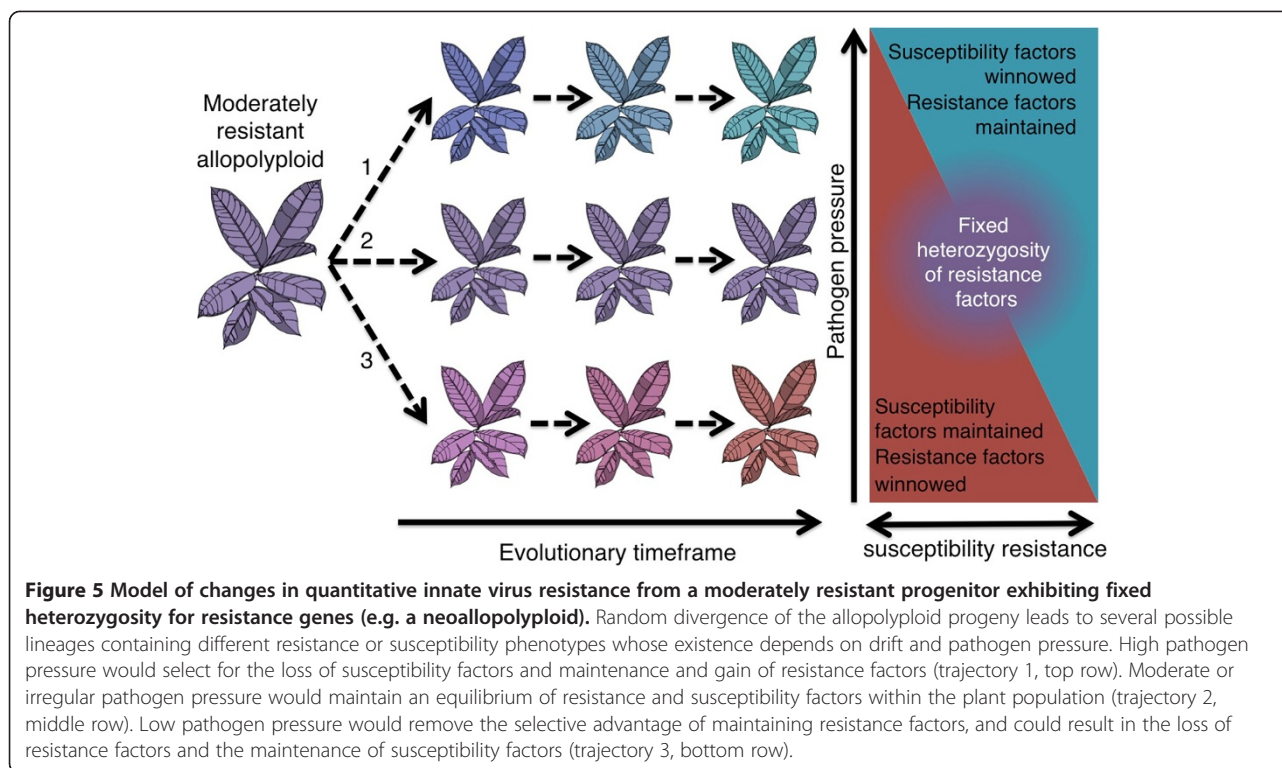 Moderately
resistant
allopolyploid
1
2
3
Evolutionary timeframe
Pathogen pressure
Susceptibility factors
winnowed
Resistance factors
maintained
Fixed
heterozygosity
of resistance
factors
Susceptibility
factors maintained
Resistance factors
winnowed
susceptibility resistance
Figure 5 Model of changes in quantitative innate virus resistance from a moderately resistant progenitor exhibiting fixed
heterozygosity for resistance genes (e.g. a neoallopolyploid). Random divergence of the allopolyploid progeny leads to several possible
lineages containing different resistance or susceptibility phenotypes whose existence depends on drift and pathogen pressure. High pathogen
pressure would select for the loss of susceptibility factors and maintenance and gain of resistance factors (trajectory 1, top row). Moderate or
irregular pathogen pressure would maintain an equilibrium of resistance and susceptibility factors within the plant population (trajectory 2,
middle row). Low pathogen pressure would remove the selective advantage of maintaining resistance factors, and could result in the loss of
resistance factors and the maintenance of susceptibility factors (trajectory 3, bottom row).